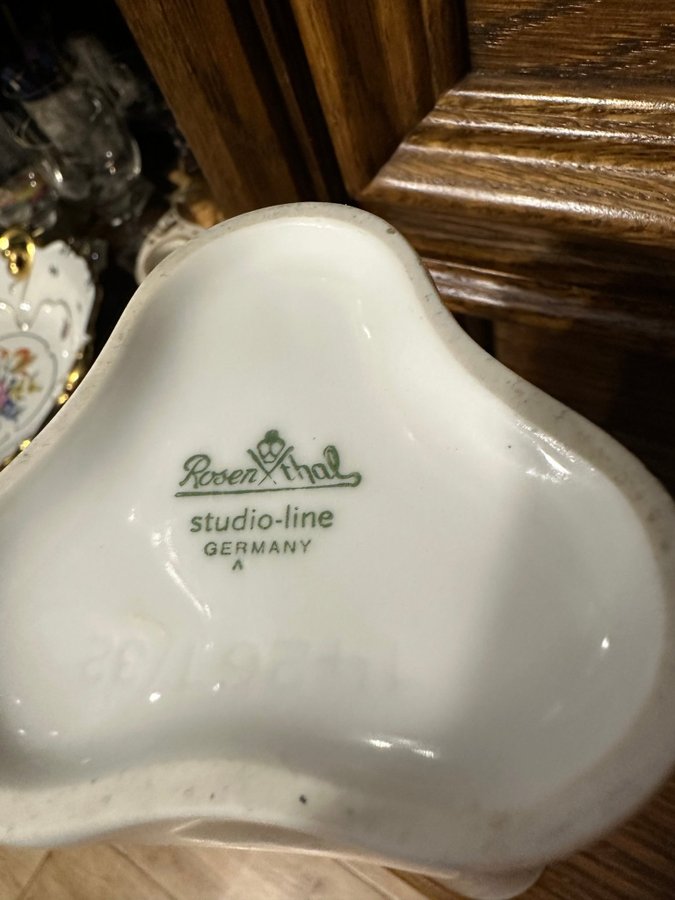 Rosenthal
studio-line
GERMANY